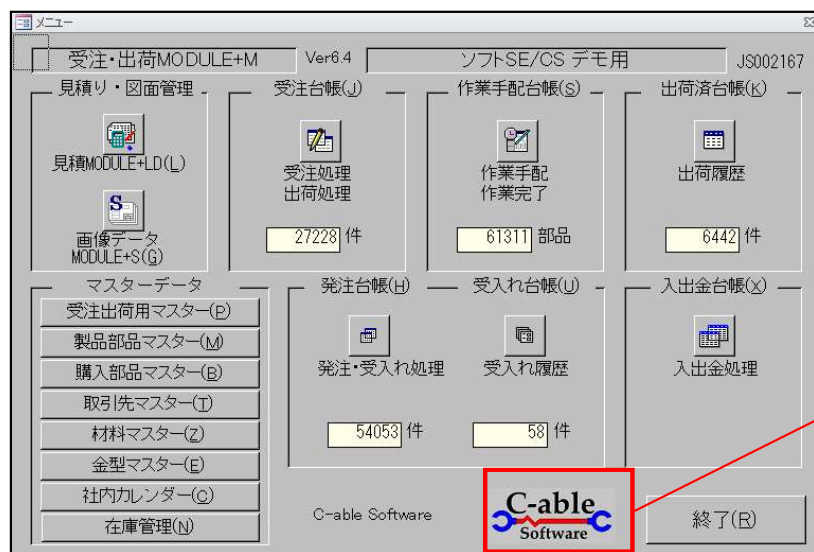 メニュー
受注・出荷MODULE+M
Ver6.4
ソフトSE/CS デモ用
JS002167
見積り・図面管理
見積MODULE+LD(L)
画像データ
MODULE+S(G)
受注台帳(J)
受注処理
出荷処理
27228 件
作業手配台帳(S)
作業手配
作業完了
61311 部品
出荷済台帳(K)
出荷履歴
6442 件
マスターデータ
受注出荷用マスター(P)
製品部品マスター(M)
購入部品マスター(B)
取引先マスター(T)
材料マスター(Z)
金型マスター(E)
社内カレンダー(C)
在庫管理(N)
発注台帳(H)
発注・受入れ処理
54053 件
受入れ台帳(U)
受入れ履歴
58 件
入出金台帳(X)
入出金処理
C-able Software
C-able
Software
終了(R)